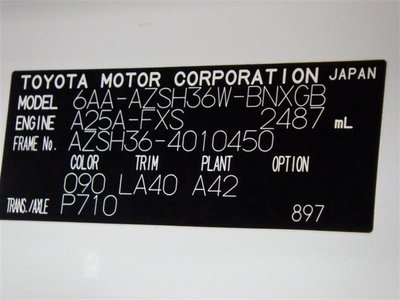 TOYOTA MOTOR CORPORATION JAPAN
MODEL 6AA-AZSH36W-BNXGB
ENGINE A25A-FXS 2487 mL
FRAME No. AZSH36-4010450
COLOR TRIM PLANT OPTION
090 LA40 A42
TRANS./AXLE P710
897